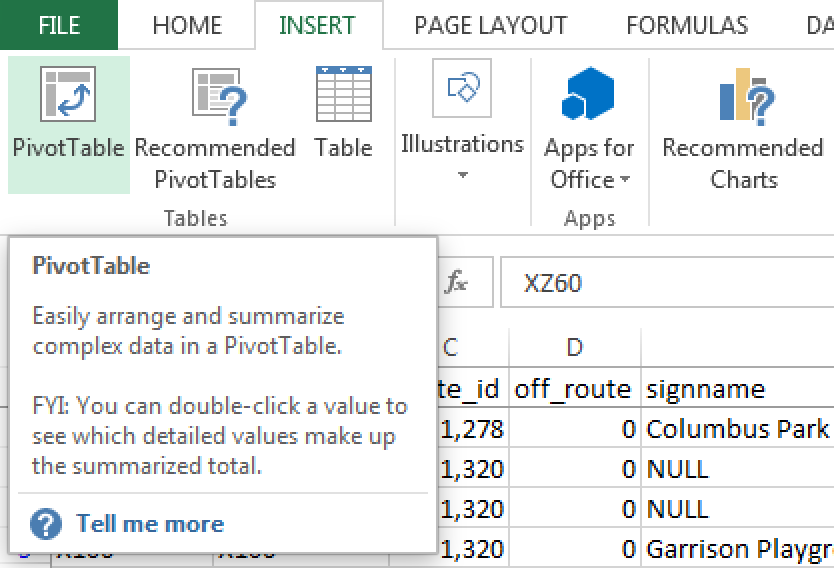 FILE HOME INSERT PAGE LAYOUT FORMULAS DA
PivotTable Recommended PivotTables Table Illustrations Apps for Office Recommended Charts
Tables Apps
PivotTable
Easily arrange and summarize
complex data in a PivotTable.
FYI: You can double-click a value to
see which detailed values make up
the summarized total.
Tell me more
fx XZ60
C D
te_id off_route signname
1,278 0 Columbus Park
1,320 0 NULL
1,320 0 NULL
1,320 0 Garrison Playgr